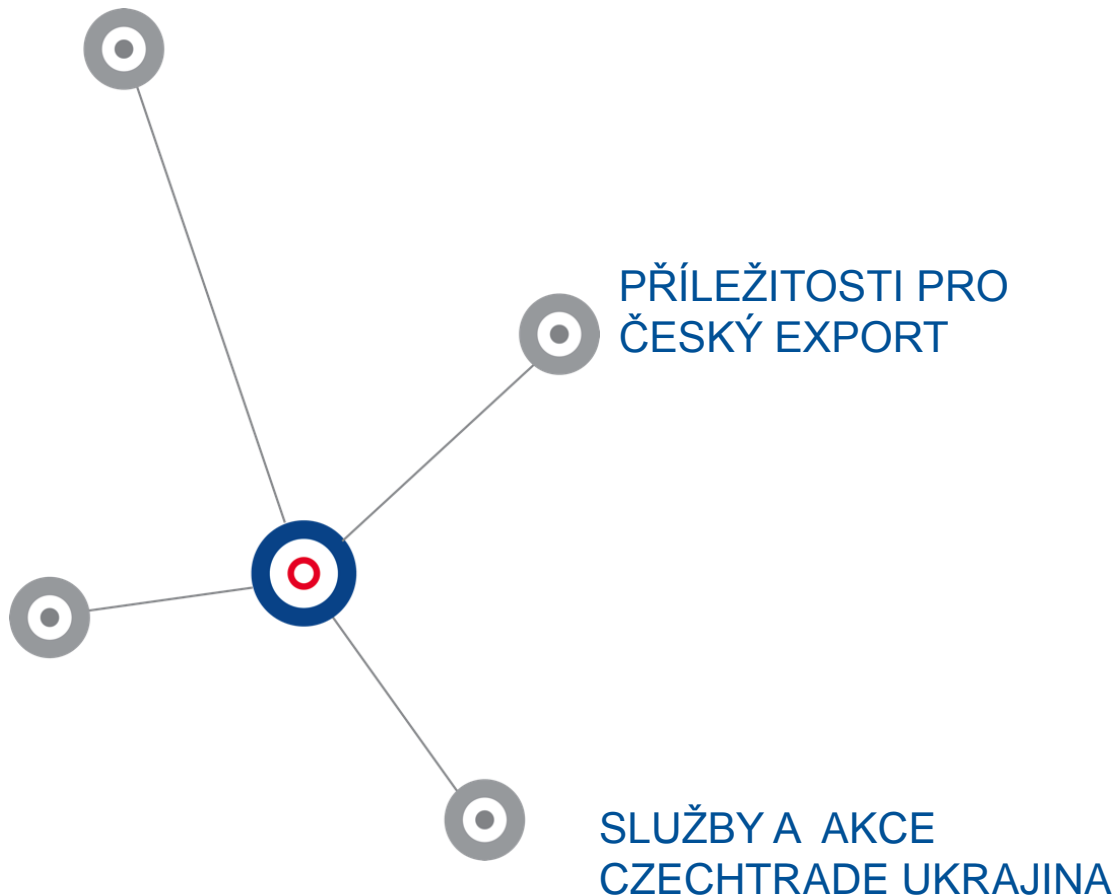 PŘÍLEŽITOSTI PRO
ČESKÝ EXPORT
SLUŽBY A AKCE
CZECHTRADE UKRAJINA